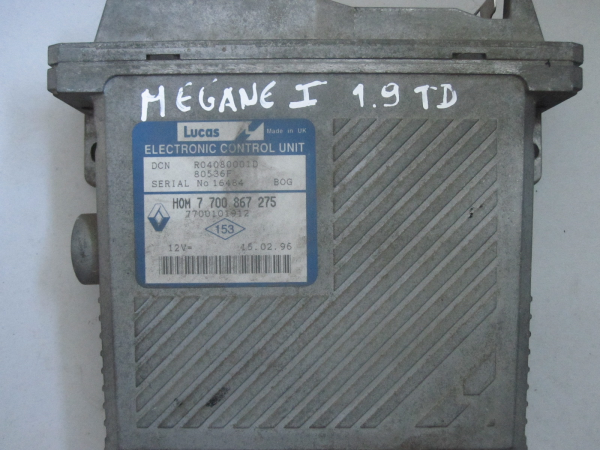 MEGANE I 1.9 TD
Lucas Made in UK
ELECTRONIC CONTROL UNIT
DCN R04080001D
80536F
SERIAL No 16484 BOG
HOM 7 700 867 275
7700101412
153
12V= 15.02.96